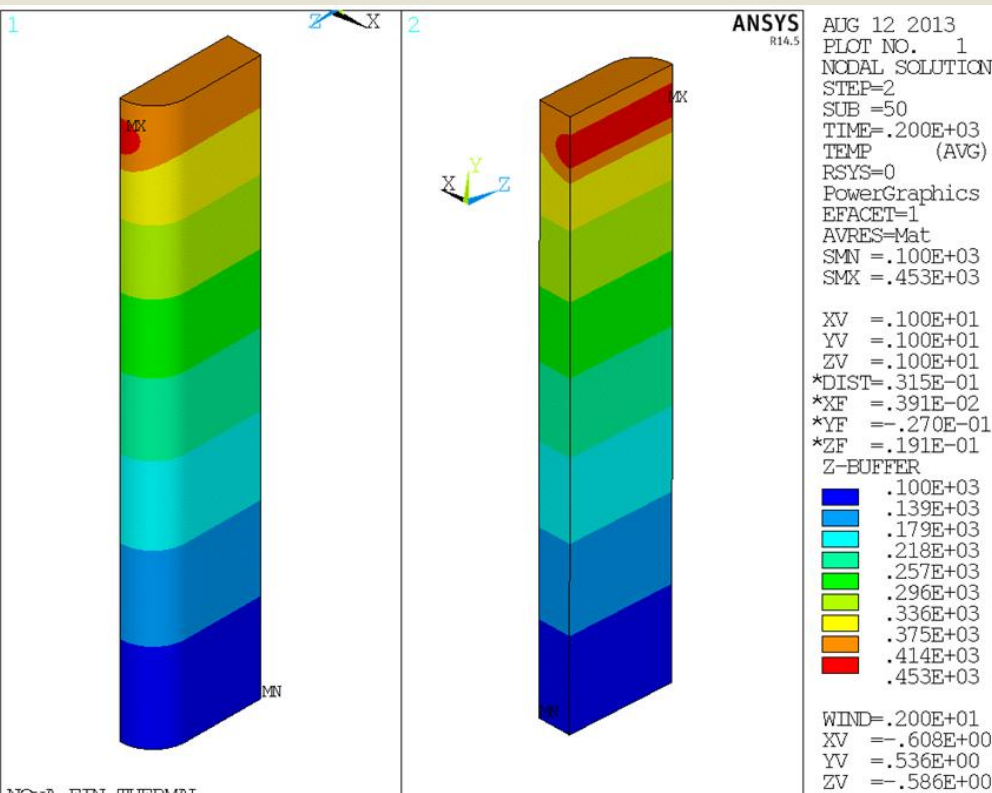 1
Z X
MX
MN
2
ANSYS
R14.5
MX
Y
X Z
MN
AUG 12 2013
PLOT NO. 1
NODAL SOLUTION
STEP=2
SUB =50
TIME=.200E+03
TEMP (AVG)
RSYS=0
PowerGraphics
EFACET=1
AVRES=Mat
SMN =.100E+03
SMX =.453E+03
XV =.100E+01
YV =.100E+01
ZV =.100E+01
*DIST=.315E-01
*XF =.391E-02
*YF =-.270E-01
*ZF =.191E-01
Z-BUFFER
.100E+03
.139E+03
.179E+03
.218E+03
.257E+03
.296E+03
.336E+03
.375E+03
.414E+03
.453E+03
WIND=.200E+01
XV =-.608E+00
YV =.536E+00
ZV =-.586E+00